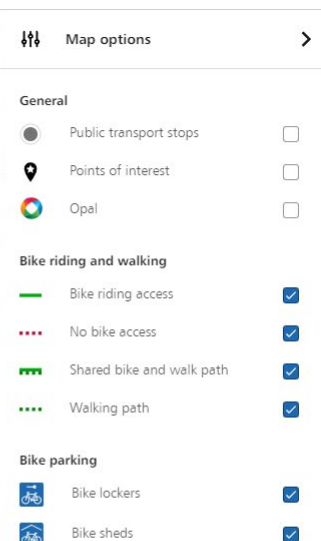 Map options
General
Public transport stops
Points of interest
Opal
Bike riding and walking
Bike riding access
No bike access
Shared bike and walk path
Walking path
Bike parking
Bike lockers
Bike sheds